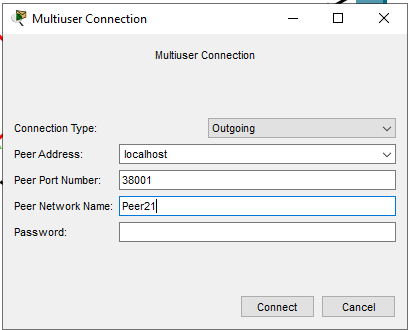 Multiuser Connection
Multiuser Connection
Connection Type: Outgoing
Peer Address: localhost
Peer Port Number: 38001
Peer Network Name: Peer21
Password:
Connect Cancel